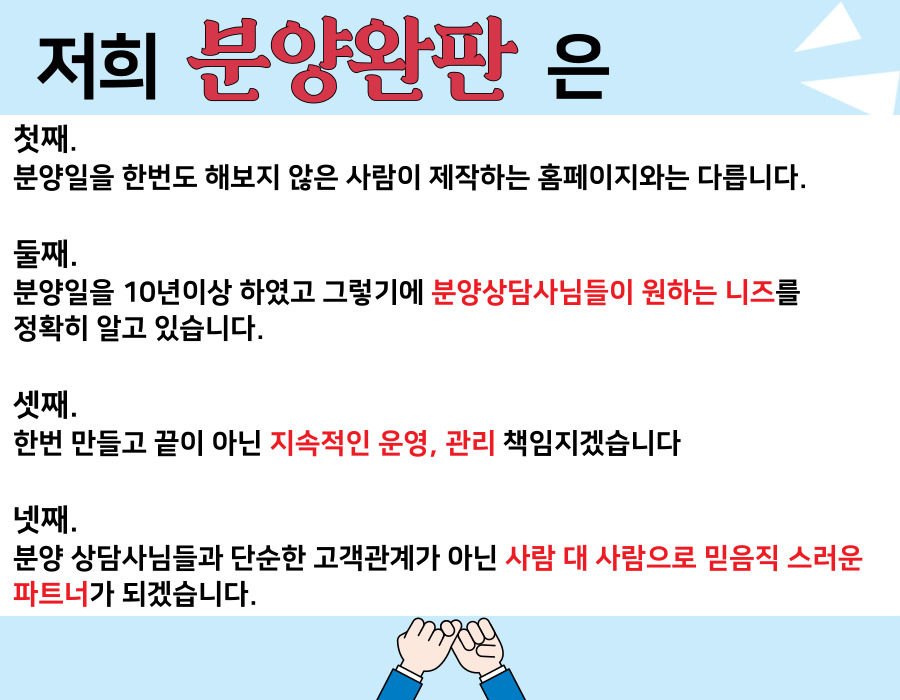 저희 분양완판 은
첫째.
분양일을 한번도 해보지 않은 사람이 제작하는 홈페이지와는 다릅니다.
둘째.
분양일을 10년이상 하였고 그렇기에 분양상담사님들이 원하는 니즈를
정확히 알고 있습니다.
셋째.
한번 만들고 끝이 아닌 지속적인 운영, 관리 책임지겠습니다
넷째.
분양 상담사님들과 단순한 고객관계가 아닌 사람 대 사람으로 믿음직 스러운
파트너가 되겠습니다.